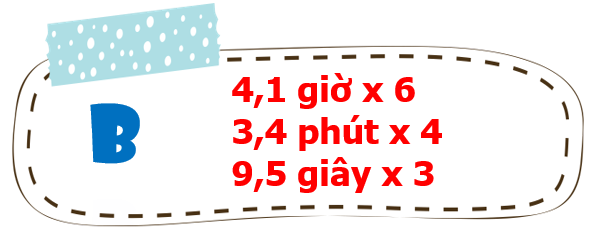 B
4,1 giờ x 6
3,4 phút x 4
9,5 giây x 3